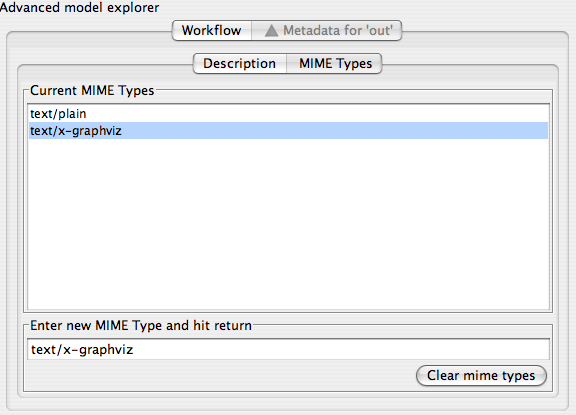 Advanced model explorer
Workflow
Metadata for 'out'
Description
MIME Types
Current MIME Types
text/plain
text/x-graphviz
Enter new MIME Type and hit return
text/x-graphviz
Clear mime types